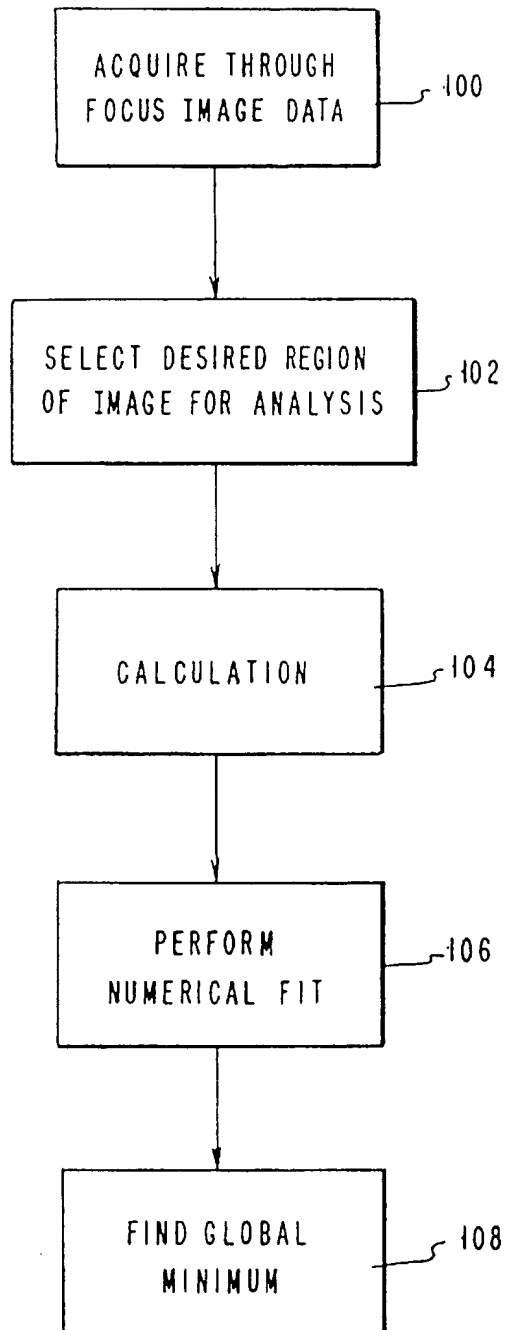 ACQUIRE THROUGH
FOCUS IMAGE DATA
100
SELECT DESIRED REGION
OF IMAGE FOR ANALYSIS
102
CALCULATION
104
PERFORM
NUMERICAL FIT
106
FIND GLOBAL
MINIMUM
108